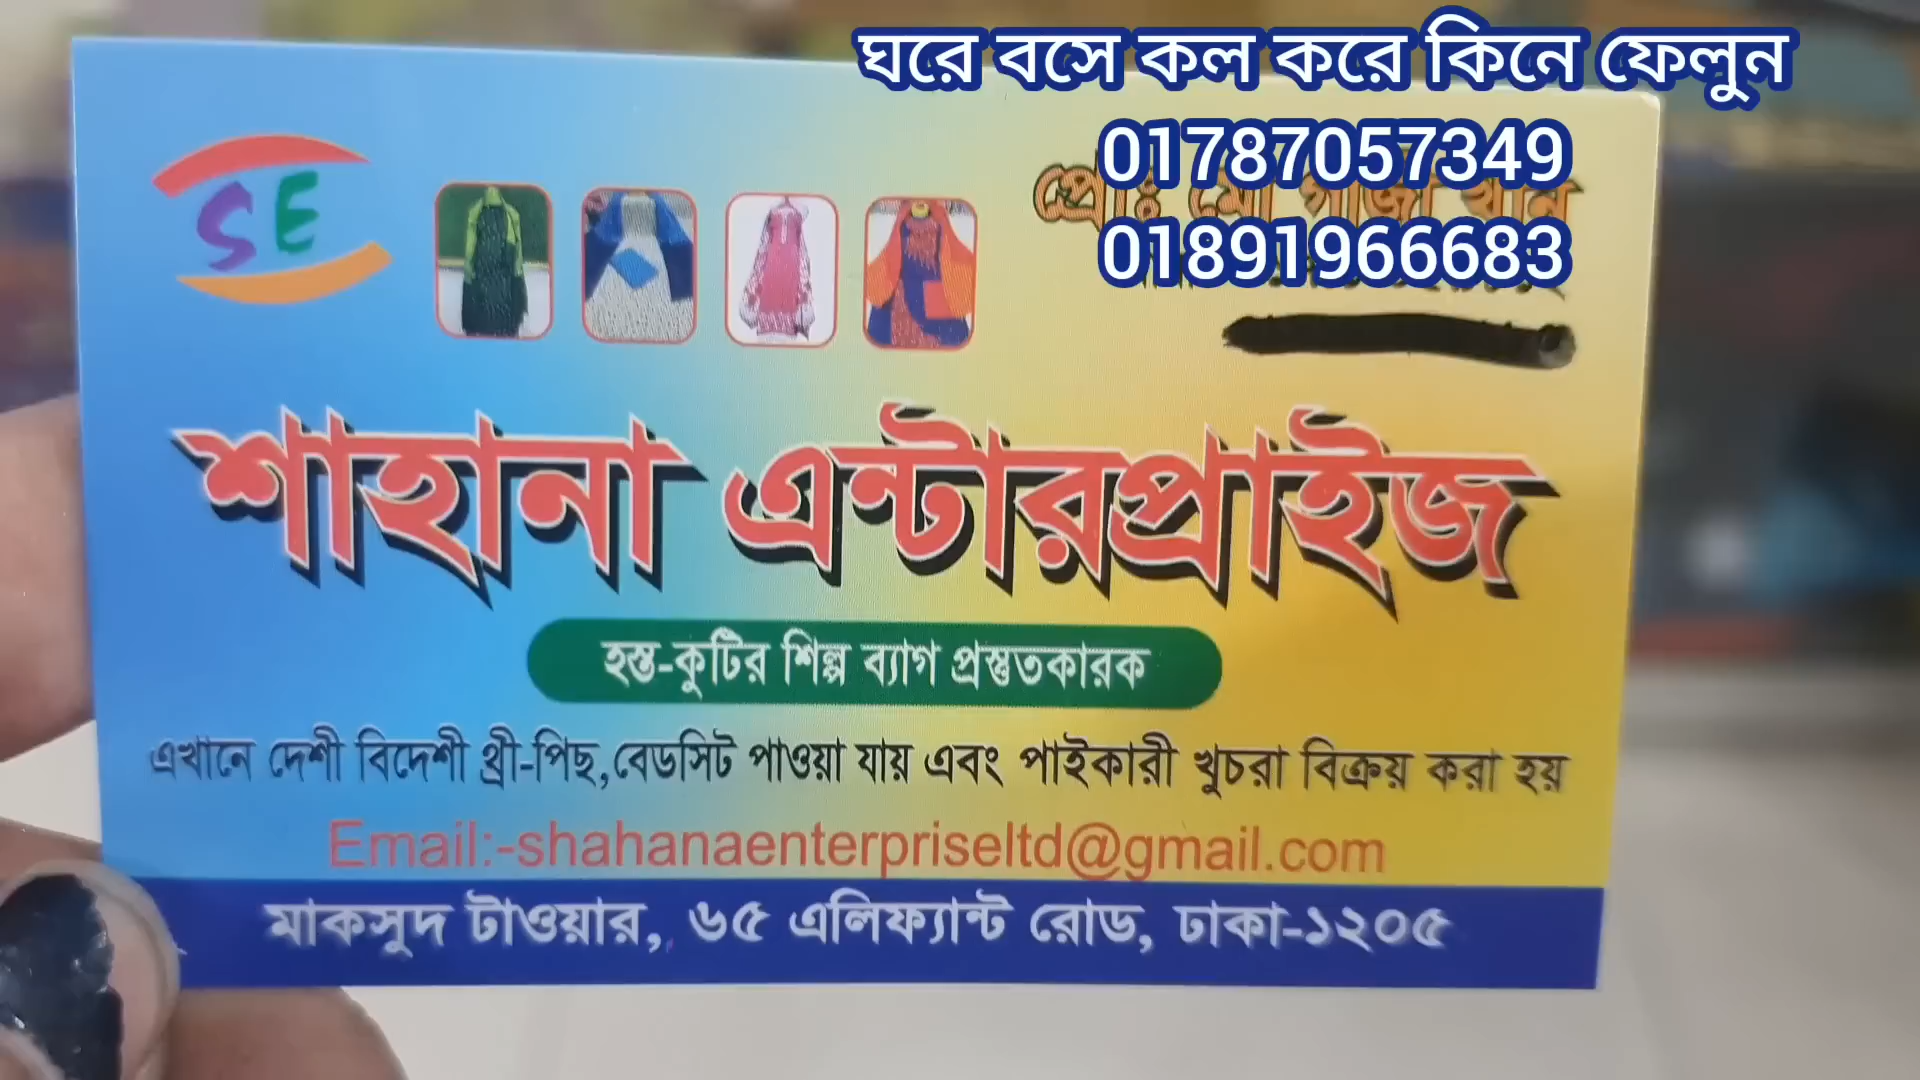 ঘরে বসে কল করে কিনে ফেলুন
01787057349
প্রোঃ মোঃ গাজী খান
01891966683
SE
শাহানা এন্টারপ্রাইজ
হস্ত-কুটির শিল্প ব্যাগ প্রস্তুতকারক
এখানে দেশী বিদেশী থ্রী-পিছ,বেডসিট পাওয়া যায় এবং পাইকারী খুচরা বিক্রয় করা হয়
Email:-shahanaenterpriseltd@gmail.com
মাকসুদ টাওয়ার, ৬৫ এলিফ্যান্ট রোড, ঢাকা-১২০৫